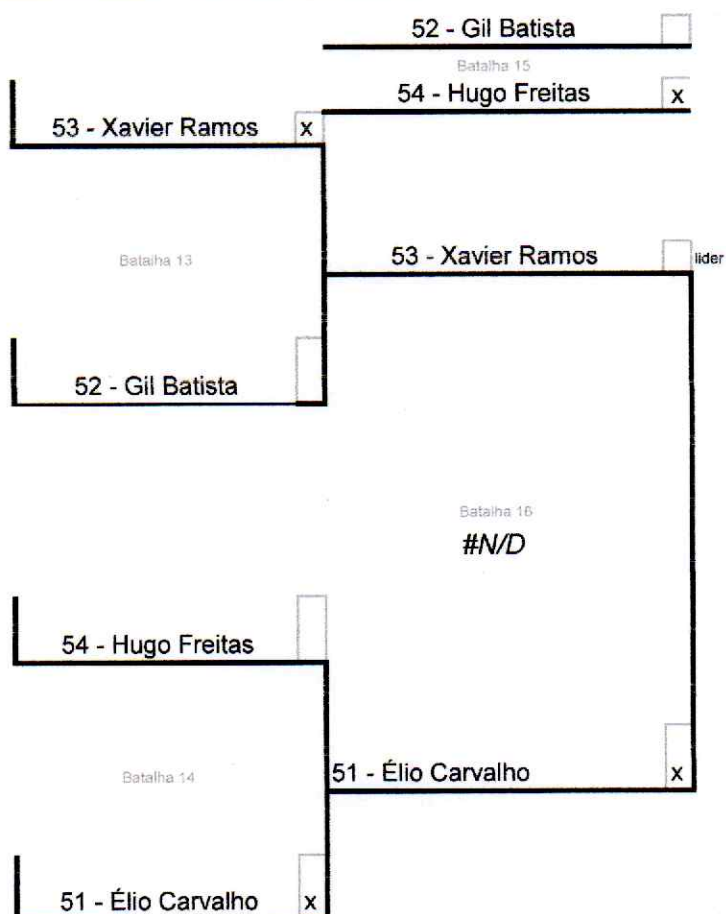 52 - Gil Batista
Batalha 15
54 - Hugo Freitas x
53 - Xavier Ramos x
Batalha 13
53 - Xavier Ramos lider
52 - Gil Batista
Batalha 16
#N/D
54 - Hugo Freitas
Batalha 14
51 - Élio Carvalho x
51 - Élio Carvalho x